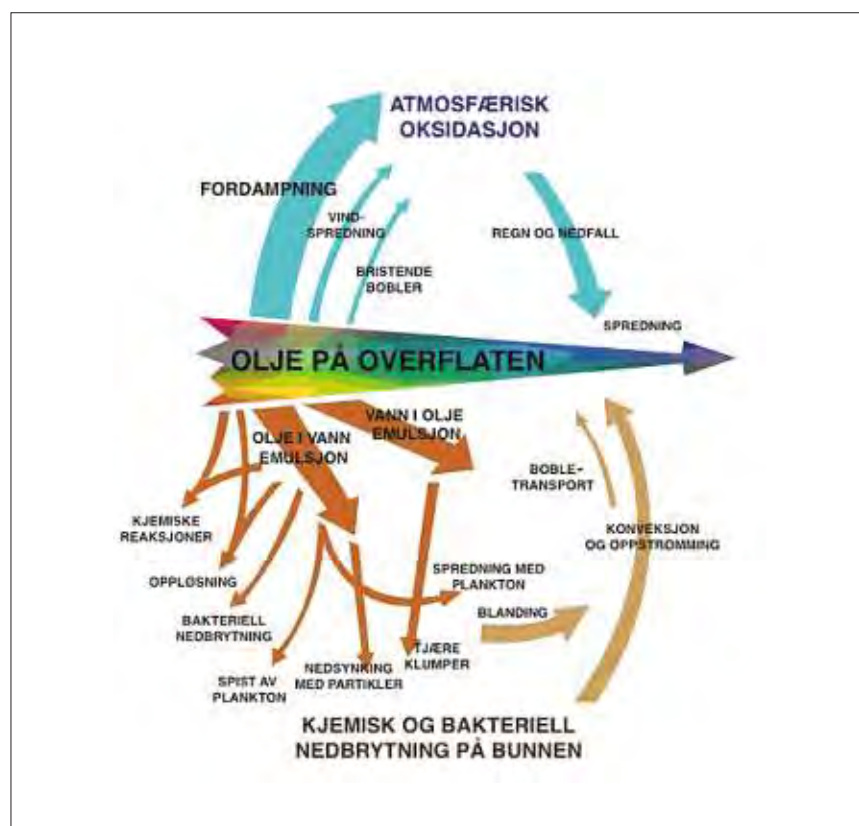 ATMOSFÆRISK
OKSIDASJON
FORDAMPNING
VIND-
SPREDNING
REGN OG NEDFALL
BRISTENDE
BOBLER
SPREDNING
OLJE PÅ OVERFLATEN
VANN I OLJE
EMULSJON
OLJE I VANN
EMULSJON
BOBLE-
TRANSPORT
KJEMISKE
REAKSJONER
KONVEKSJON
OG OPPSTRØMMING
OPPLØSNING
SPREDNING MED
PLANKTON
BAKTERIELL
NEDBRYTNING
BLANDING
TJÆRE
KLUMPER
NEDSYNKING
MED PARTIKLER
SPIST AV
PLANKTON
KJEMISK OG BAKTERIELL
NEDBRYTNING PÅ BUNNEN